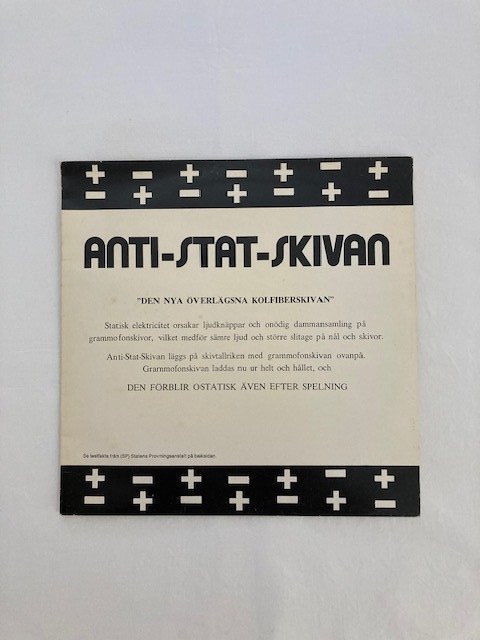 + − + − + − +
− + − + − + −
ANTI-STAT-SKIVAN
"DEN NYA ÖVERLÄGSNA KOLFIBERSKIVAN"
Statisk elektricitet orsakar ljudknäppar och onödig dammansamling på
grammofonskivor, vilket medför sämre ljud och större slitage på nål och skivor.
Anti-Stat-Skivan läggs på skivtallriken med grammofonskivan ovanpå.
Grammofonskivan laddas nu ur helt och hållet, och
DEN FÖRBLIR OSTATISK ÄVEN EFTER SPELNING
Se testfakta från (SP) Statens Provningsanstalt på baksidan.
+ − + − + − +
− + − + − + −